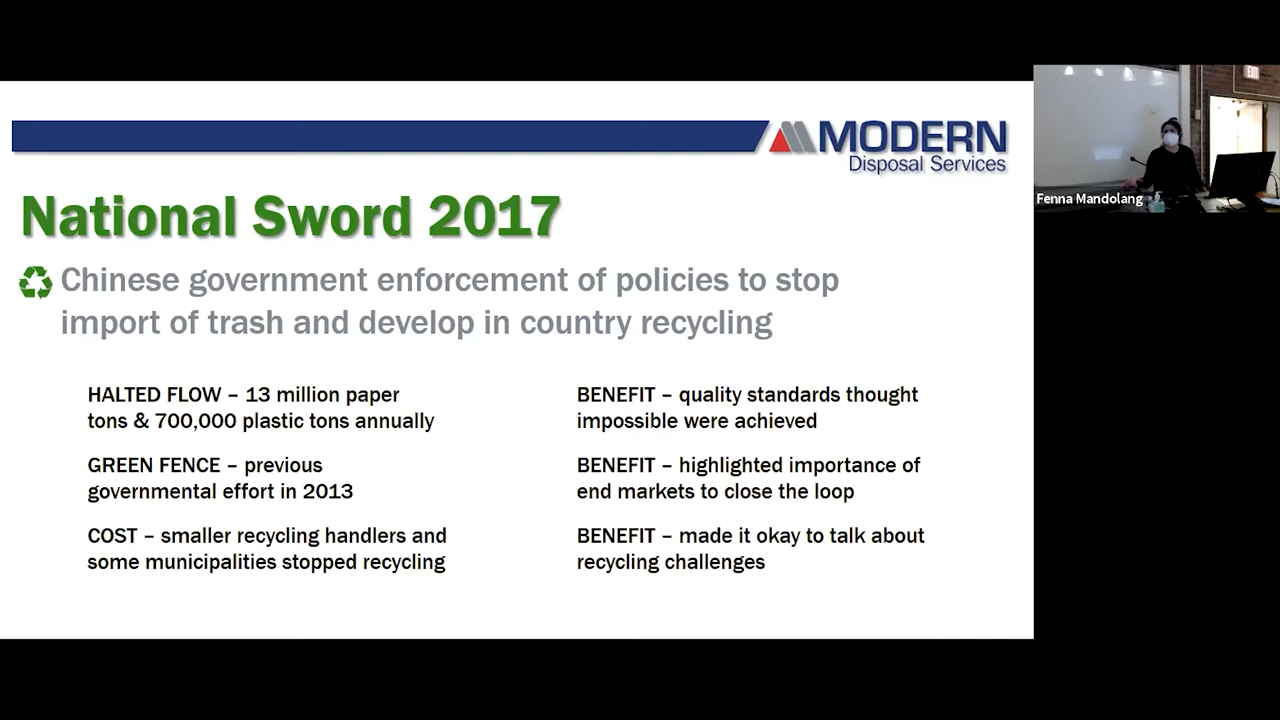 MODERN
Disposal Services
EXIT
Fenna Mandolang
National Sword 2017
Chinese government enforcement of policies to stop
import of trash and develop in country recycling
HALTED FLOW – 13 million paper
tons & 700,000 plastic tons annually
GREEN FENCE – previous
governmental effort in 2013
COST – smaller recycling handlers and
some municipalities stopped recycling
BENEFIT – quality standards thought
impossible were achieved
BENEFIT – highlighted importance of
end markets to close the loop
BENEFIT – made it okay to talk about
recycling challenges